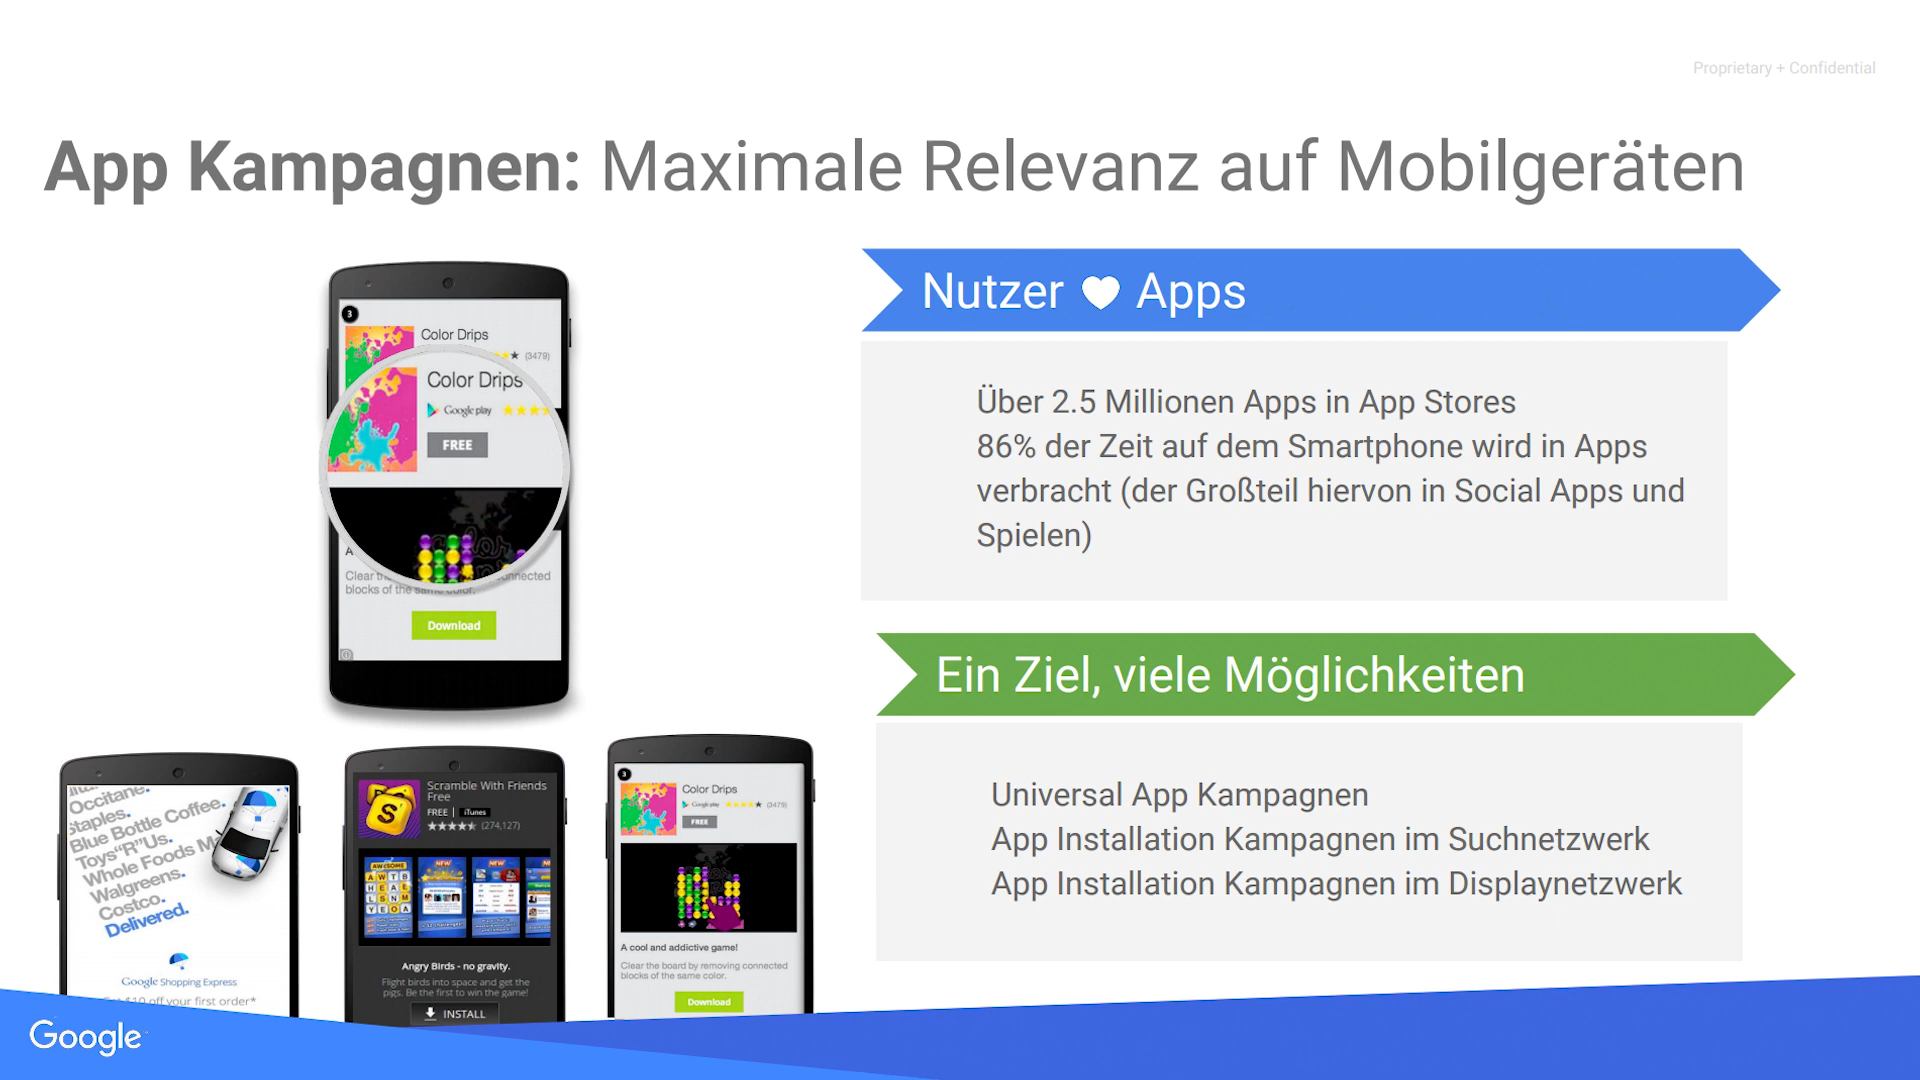 Proprietary + Confidential
App Kampagnen: Maximale Relevanz auf Mobilgeräten
Nutzer Apps
Über 2.5 Millionen Apps in App Stores
86% der Zeit auf dem Smartphone wird in Apps
verbracht (der Großteil hiervon in Social Apps und
Spielen)
Ein Ziel, viele Möglichkeiten
Universal App Kampagnen
App Installation Kampagnen im Suchnetzwerk
App Installation Kampagnen im Displaynetzwerk
3
Color Drips
(3479)
Color Drips
Google play
FREE
Clear
blocks of the same color.
Download
Occitane.
Staples.
Blue Bottle Coffee.
Toys"R"Us.
Whole Foods
Walgreens.
Costco.
Delivered.
Google Shopping Express
$10 off your first order*
Scramble With Friends
Free
FREE | iTunes
(274,127)
AWESOME
NEW
NEW
Angry Birds - no gravity.
Flight birds into space and get the
pigs. Be the first to win the game!
INSTALL
3
Color Drips
Google play
(3479)
FREE
A cool and addictive game!
Clear the board by removing connected
blocks of the same color.
Download
Google